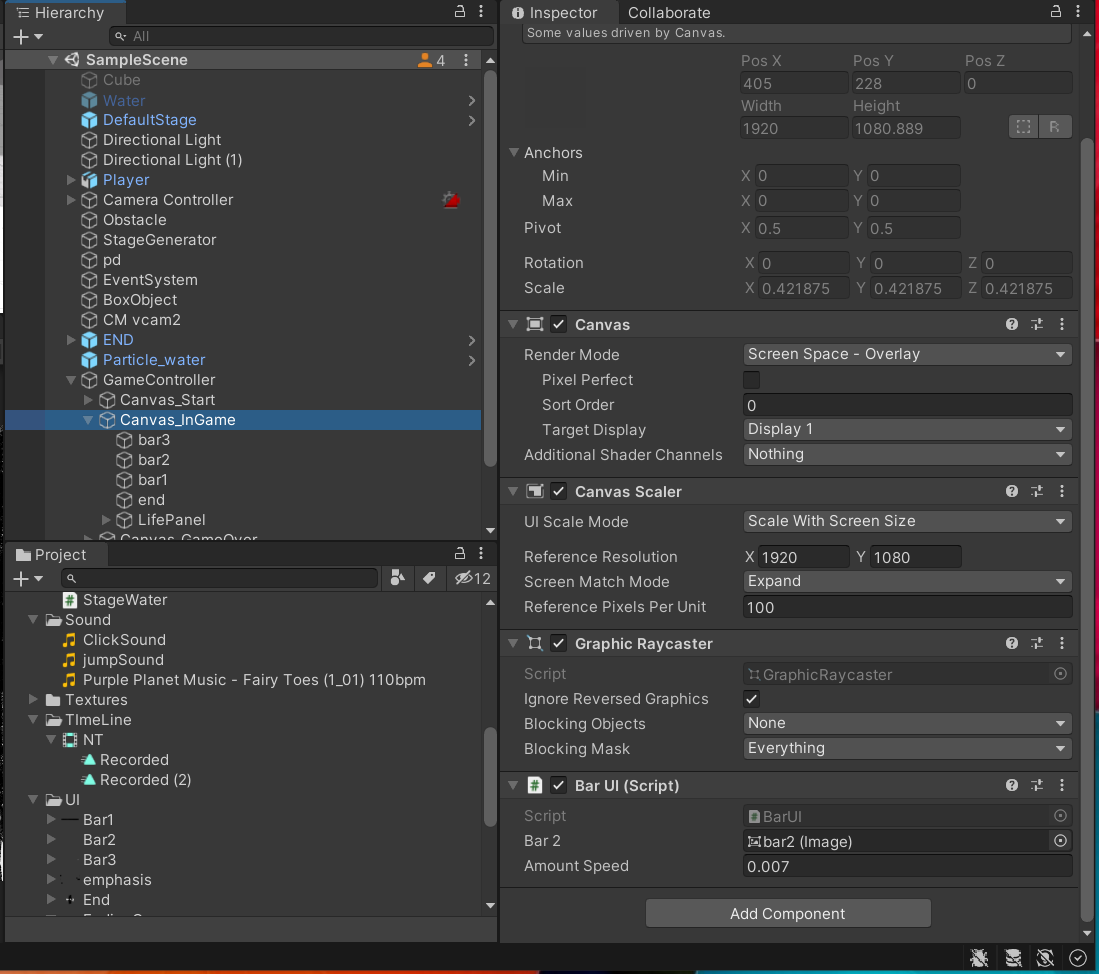 Hierarchy
All
SampleScene 4
Cube
Water
DefaultStage
Directional Light
Directional Light (1)
Player
Camera Controller
Obstacle
StageGenerator
pd
EventSystem
BoxObject
CM vcam2
END
Particle_water
GameController
Canvas_Start
Canvas_InGame
bar3
bar2
bar1
end
LifePanel
Canvas_GameOver
Project
12
StageWater
Sound
ClickSound
jumpSound
Purple Planet Music - Fairy Toes (1_01) 110bpm
Textures
TImeLine
NT
Recorded
Recorded (2)
UI
Bar1
Bar2
Bar3
emphasis
End
Inspector Collaborate
Some values driven by Canvas.
Pos X Pos Y Pos Z
405 228 0
Width Height
1920 1080.889
R
Anchors
Min X 0 Y 0
Max X 0 Y 0
Pivot X 0.5 Y 0.5
Rotation X 0 Y 0 Z 0
Scale X 0.421875 Y 0.421875 Z 0.421875
Canvas
Render Mode Screen Space - Overlay
Pixel Perfect
Sort Order 0
Target Display Display 1
Additional Shader Channels Nothing
Canvas Scaler
UI Scale Mode Scale With Screen Size
Reference Resolution X 1920 Y 1080
Screen Match Mode Expand
Reference Pixels Per Unit 100
Graphic Raycaster
Script GraphicRaycaster
Ignore Reversed Graphics
Blocking Objects None
Blocking Mask Everything
# Bar UI (Script)
Script BarUI
Bar 2 bar2 (Image)
Amount Speed 0.007
Add Component